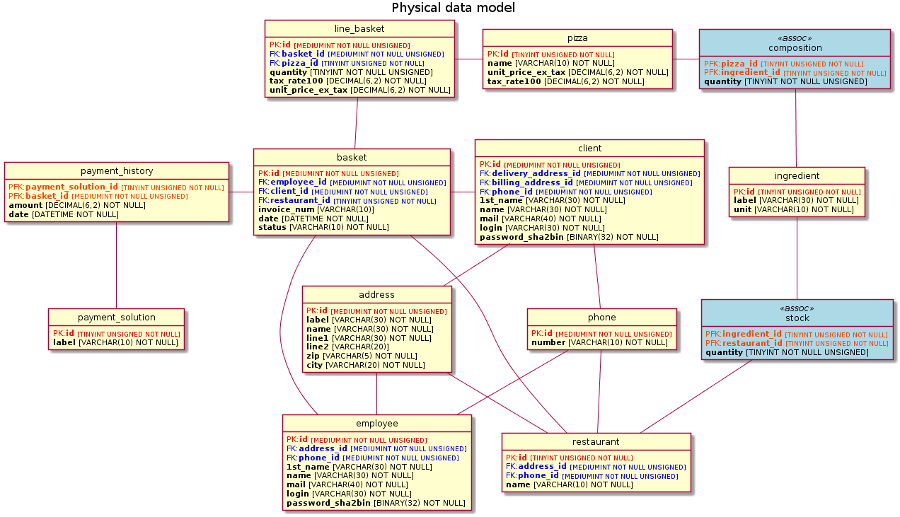 Physical data model
line_basket
PK:id [MEDIUMINT NOT NULL UNSIGNED]
FK:basket_id [MEDIUMINT NOT NULL UNSIGNED]
FK:pizza_id [TINYINT UNSIGNED NOT NULL]
quantity [TINYINT NOT NULL UNSIGNED]
tax_rate100 [DECIMAL(6,2) NOT NULL]
unit_price_ex_tax [DECIMAL(6,2) NOT NULL]
pizza
PK:id [TINYINT UNSIGNED NOT NULL]
name [VARCHAR(10) NOT NULL]
unit_price_ex_tax [DECIMAL(6,2) NOT NULL]
tax_rate100 [DECIMAL(6,2) NOT NULL]
«assoc»
composition
PFK:pizza_id [TINYINT UNSIGNED NOT NULL]
PFK:ingredient_id [TINYINT UNSIGNED NOT NULL]
quantity [TINYINT NOT NULL UNSIGNED]
payment_history
PFK:payment_solution_id [TINYINT UNSIGNED NOT NULL]
PFK:basket_id [MEDIUMINT NOT NULL UNSIGNED]
amount [DECIMAL(6,2) NOT NULL]
date [DATETIME NOT NULL]
basket
PK:id [MEDIUMINT NOT NULL UNSIGNED]
FK:employee_id [MEDIUMINT NOT NULL UNSIGNED]
FK:client_id [MEDIUMINT NOT NULL UNSIGNED]
FK:restaurant_id [TINYINT UNSIGNED NOT NULL]
invoice_num [VARCHAR(10)]
date [DATETIME NOT NULL]
status [VARCHAR(10) NOT NULL]
client
PK:id [MEDIUMINT NOT NULL UNSIGNED]
FK:delivery_address_id [MEDIUMINT NOT NULL UNSIGNED]
FK:billing_address_id [MEDIUMINT NOT NULL UNSIGNED]
FK:phone_id [MEDIUMINT NOT NULL UNSIGNED]
1st_name [VARCHAR(30) NOT NULL]
name [VARCHAR(30) NOT NULL]
mail [VARCHAR(40) NOT NULL]
login [VARCHAR(30) NOT NULL]
password_sha2bin [BINARY(32) NOT NULL]
ingredient
PK:id [TINYINT UNSIGNED NOT NULL]
label [VARCHAR(30) NOT NULL]
unit [VARCHAR(10) NOT NULL]
payment_solution
PK:id [TINYINT UNSIGNED NOT NULL]
label [VARCHAR(10) NOT NULL]
address
PK:id [MEDIUMINT NOT NULL UNSIGNED]
label [VARCHAR(30) NOT NULL]
name [VARCHAR(30) NOT NULL]
line1 [VARCHAR(30) NOT NULL]
line2 [VARCHAR(20)]
zip [VARCHAR(5) NOT NULL]
city [VARCHAR(20) NOT NULL]
phone
PK:id [MEDIUMINT NOT NULL UNSIGNED]
number [VARCHAR(10) NOT NULL]
«assoc»
stock
PFK:ingredient_id [TINYINT UNSIGNED NOT NULL]
PFK:restaurant_id [TINYINT UNSIGNED NOT NULL]
quantity [TINYINT NOT NULL UNSIGNED]
employee
PK:id [MEDIUMINT NOT NULL UNSIGNED]
FK:address_id [MEDIUMINT NOT NULL UNSIGNED]
FK:phone_id [MEDIUMINT NOT NULL UNSIGNED]
1st_name [VARCHAR(30) NOT NULL]
name [VARCHAR(30) NOT NULL]
mail [VARCHAR(40) NOT NULL]
login [VARCHAR(30) NOT NULL]
password_sha2bin [BINARY(32) NOT NULL]
restaurant
PK:id [TINYINT UNSIGNED NOT NULL]
FK:address_id [MEDIUMINT NOT NULL UNSIGNED]
FK:phone_id [MEDIUMINT NOT NULL UNSIGNED]
name [VARCHAR(10) NOT NULL]